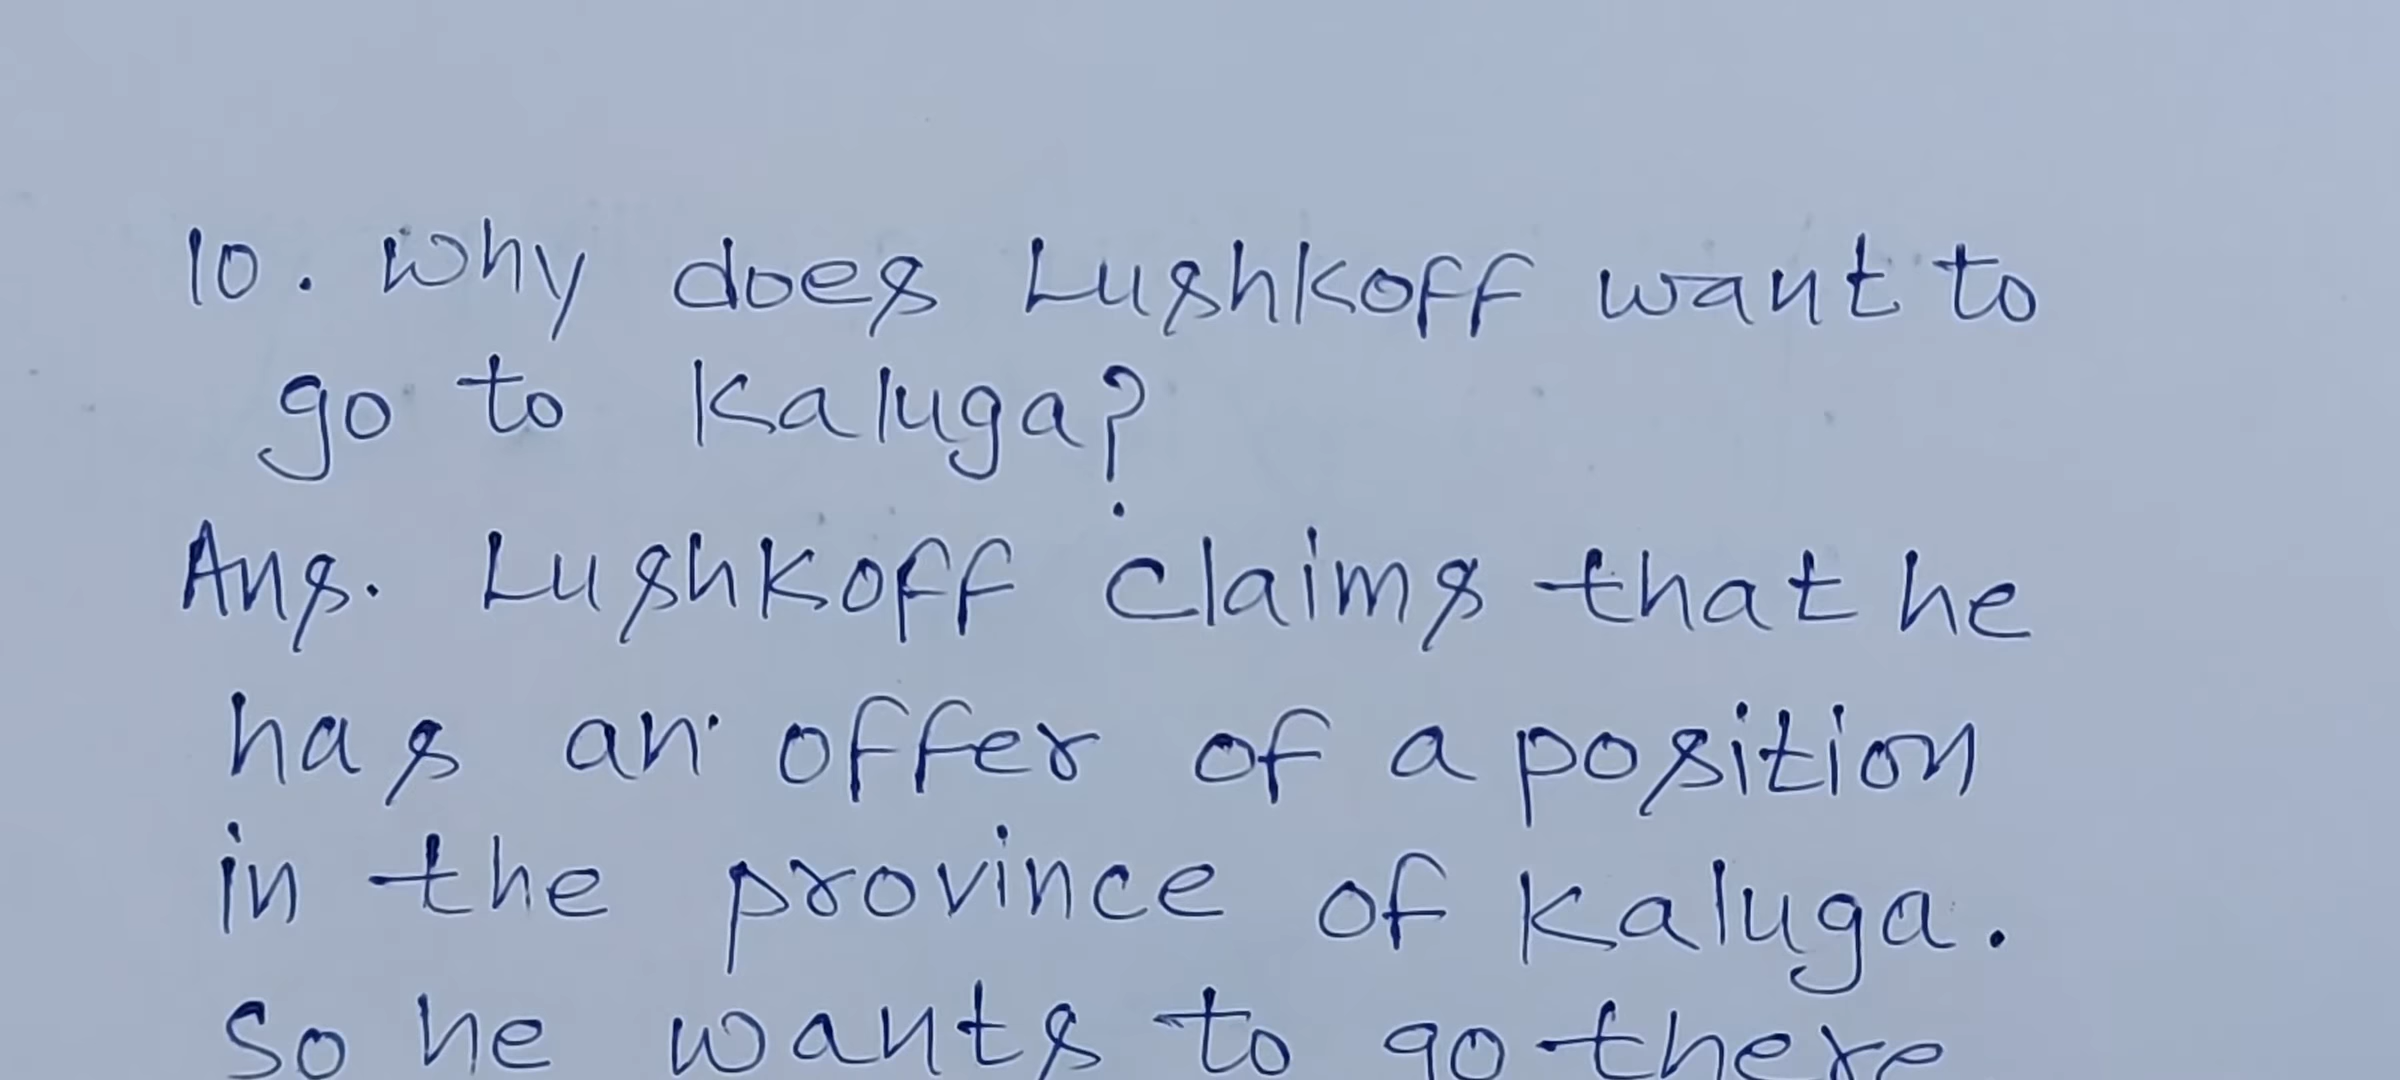 10. Why does Lushkoff want to
go to Kaluga?
Ans. Lushkoff claims that he
has an offer of a position
in the province of Kaluga.
So he wants to go there